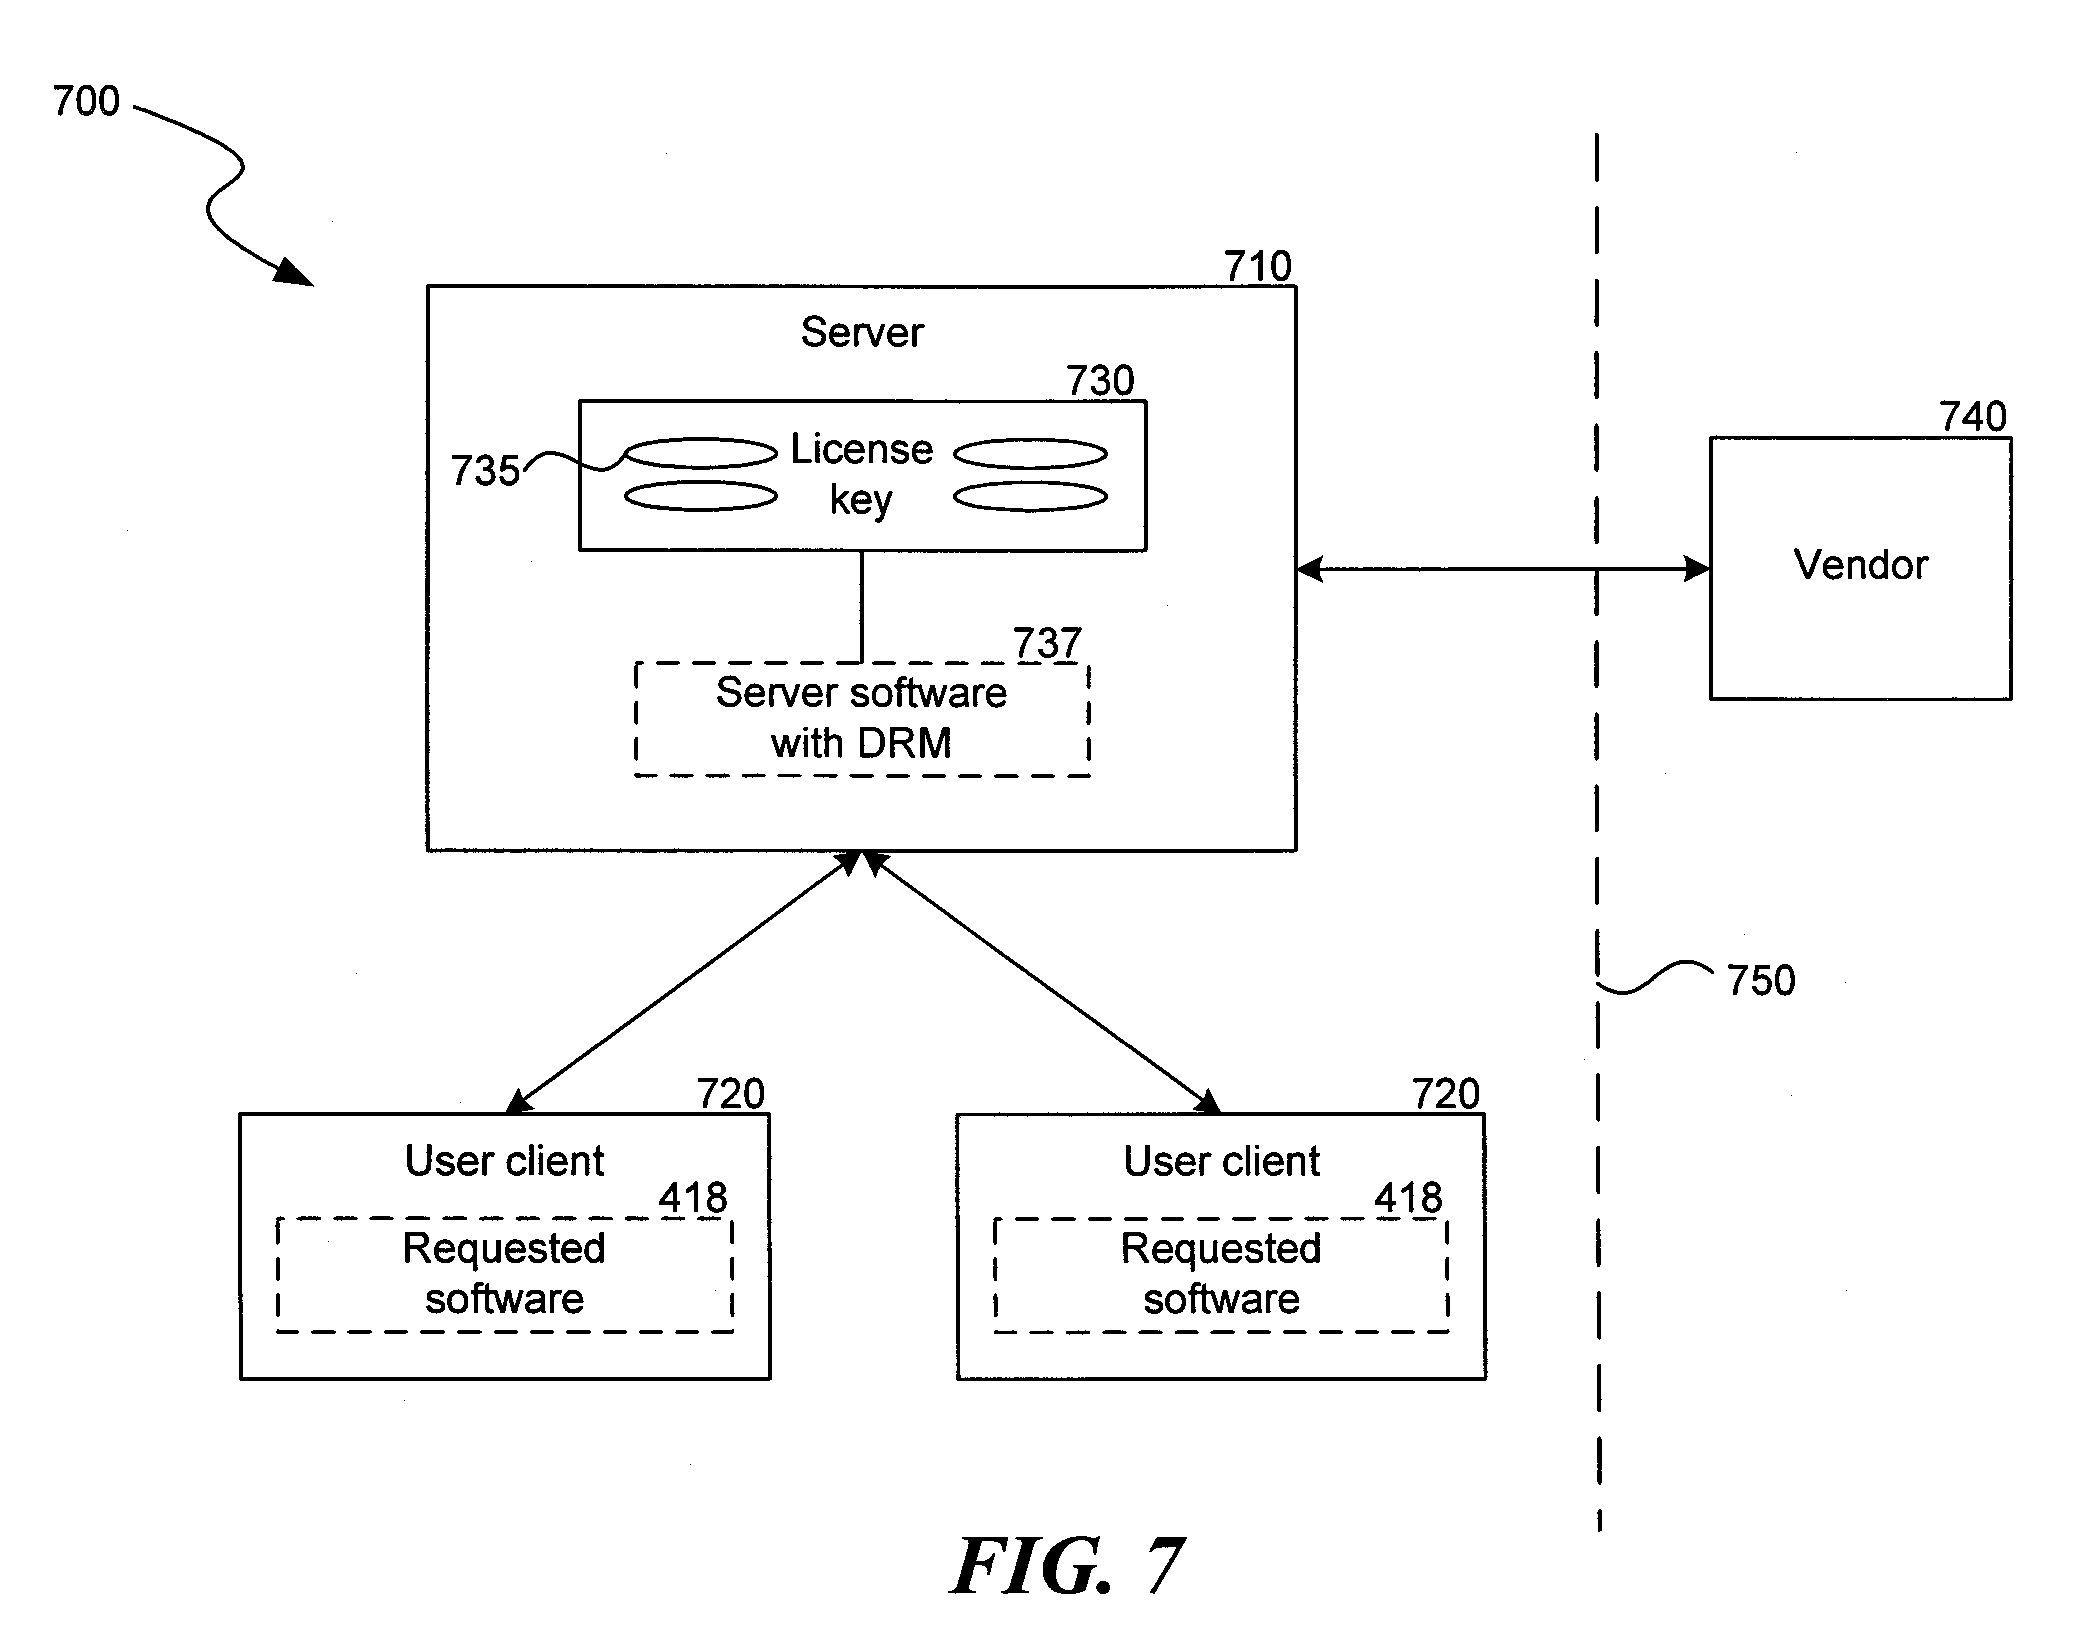 700
710
Server
730
735
License
key
740
Vendor
737
Server software
with DRM
750
720
User client
418
Requested
software
720
User client
418
Requested
software
FIG. 7